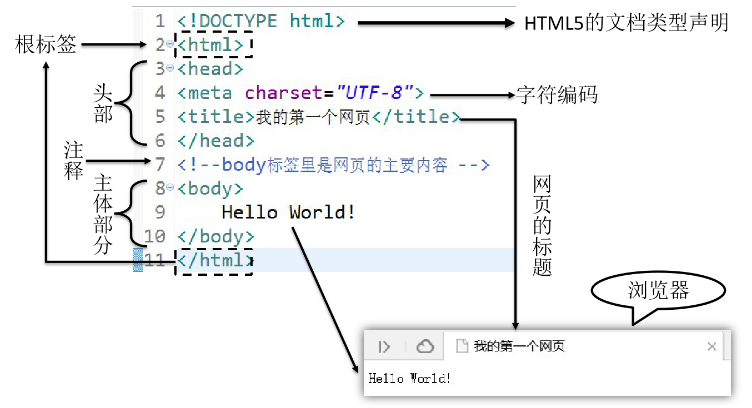 1 <!DOCTYPE html>
HTML5的文档类型声明
根标签
2 <html>
3 <head>
头部
4 <meta charset="UTF-8">
字符编码
5 <title>我的第一个网页</title>
6 </head>
注释
7 <!--body标签里是网页的主要内容 -->
主体部分
8 <body>
9 Hello World!
10 </body>
11 </html>
网页的标题
浏览器
我的第一个网页
Hello World!